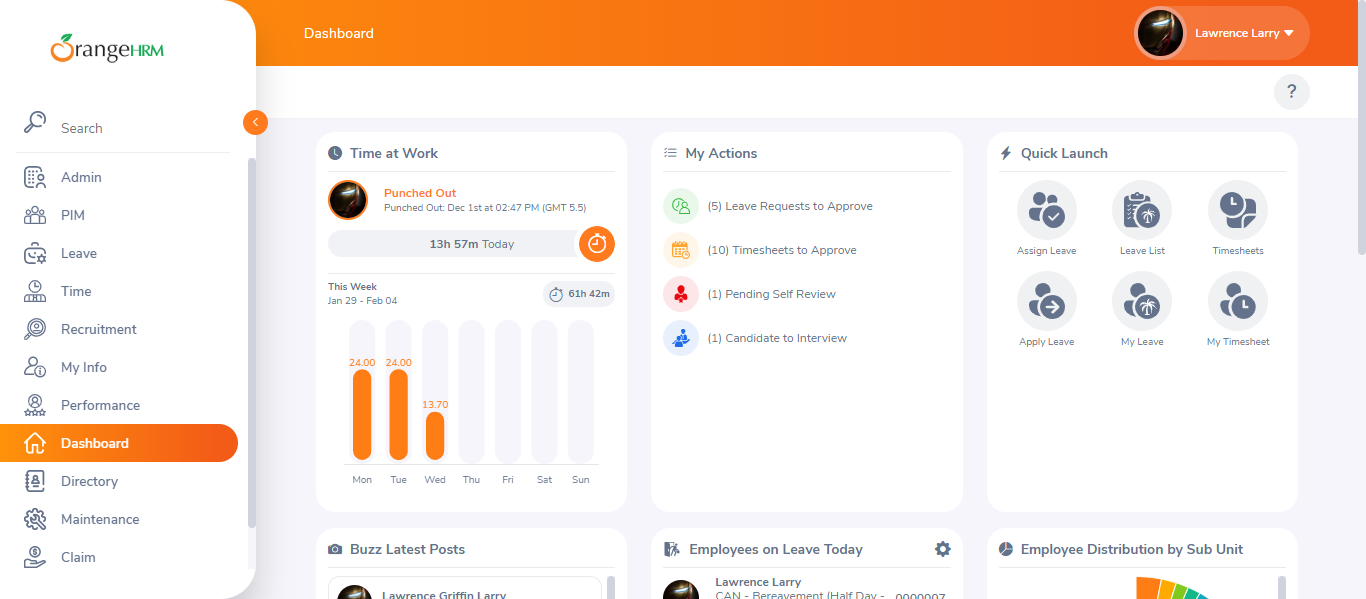 OrangeHRM
Search
Admin
PIM
Leave
Time
Recruitment
My Info
Performance
Dashboard
Directory
Maintenance
Claim
Dashboard
Lawrence Larry
?
Time at Work
Punched Out
Punched Out: Dec 1st at 02:47 PM (GMT 5.5)
13h 57m Today
This Week
Jan 29 - Feb 04
61h 42m
24.00 24.00
13.70
Mon Tue Wed Thu Fri Sat Sun
My Actions
(5) Leave Requests to Approve
(10) Timesheets to Approve
(1) Pending Self Review
(1) Candidate to Interview
Quick Launch
Assign Leave Leave List Timesheets
Apply Leave My Leave My Timesheet
Buzz Latest Posts
Lawrence Griffin Larry
Employees on Leave Today
Lawrence Larry
CAN - Bereavement (Half Day - 0000007
Employee Distribution by Sub Unit